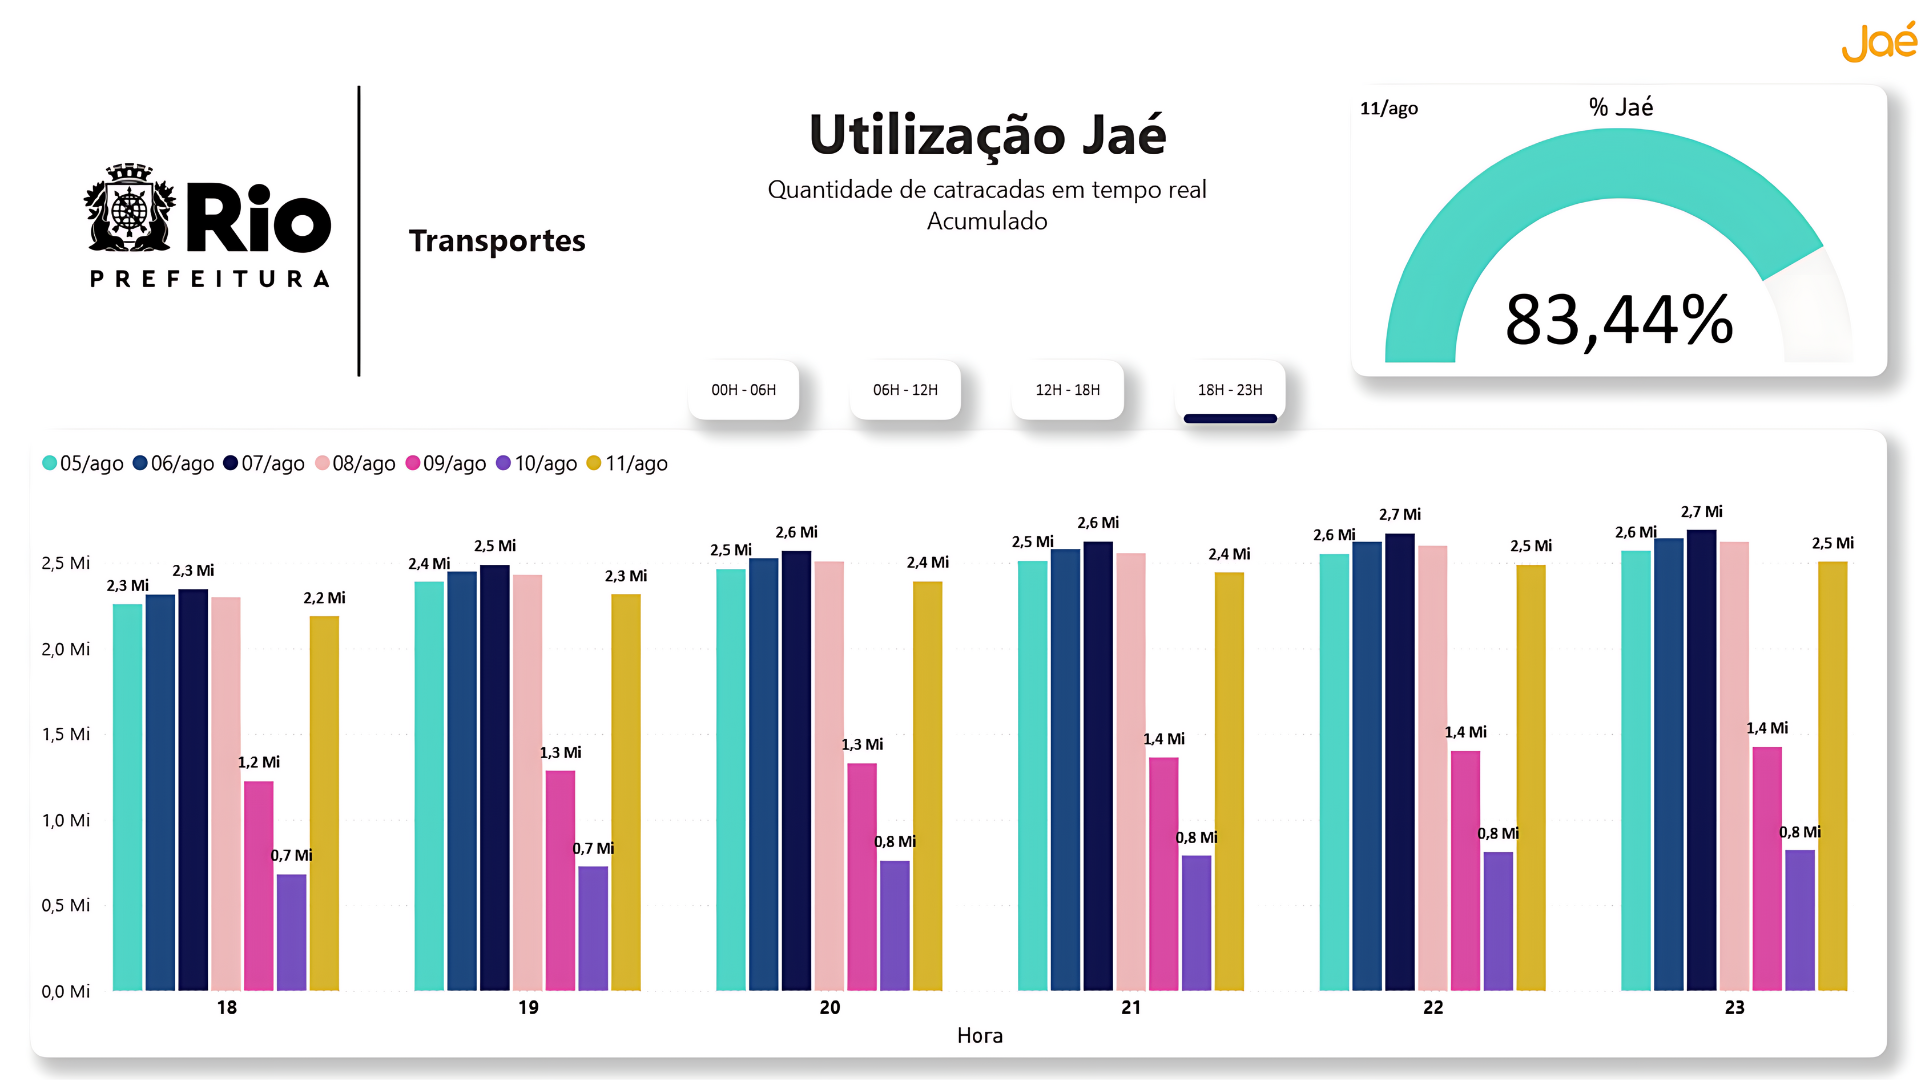 Jaé
11/ago
% Jaé
83,44%
Rio
PREFEITURA
Transportes
Utilização Jaé
Quantidade de catracadas em tempo real
Acumulado
00H - 06H
06H - 12H
12H - 18H
18H - 23H
05/ago 06/ago 07/ago 08/ago 09/ago 10/ago 11/ago
2,5 Mi
2,0 Mi
1,5 Mi
1,0 Mi
0,5 Mi
0,0 Mi
2,3 Mi 2,3 Mi 1,2 Mi 0,7 Mi 2,2 Mi
2,4 Mi 2,5 Mi 1,3 Mi 0,7 Mi 2,3 Mi
2,5 Mi 2,6 Mi 1,3 Mi 0,8 Mi 2,4 Mi
2,5 Mi 2,6 Mi 1,4 Mi 0,8 Mi 2,4 Mi
2,6 Mi 2,7 Mi 1,4 Mi 0,8 Mi 2,5 Mi
2,6 Mi 2,7 Mi 1,4 Mi 0,8 Mi 2,5 Mi
18 19 20 21 22 23
Hora